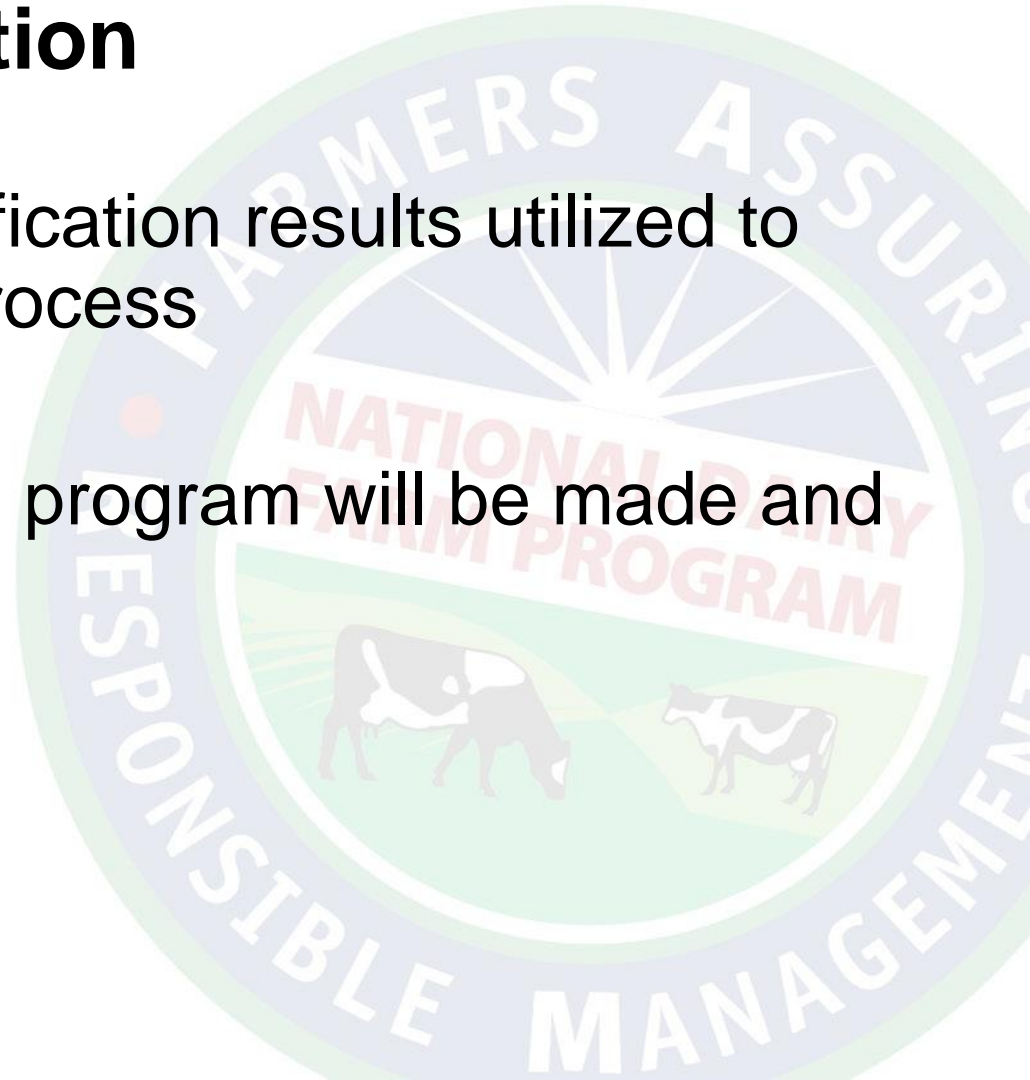 tion
fication results utilized to
rocess
program will be made and
FARMERS ASSURING
NATIONAL DAIRY
FARM PROGRAM
RESPONSIBLE MANAGEMENT